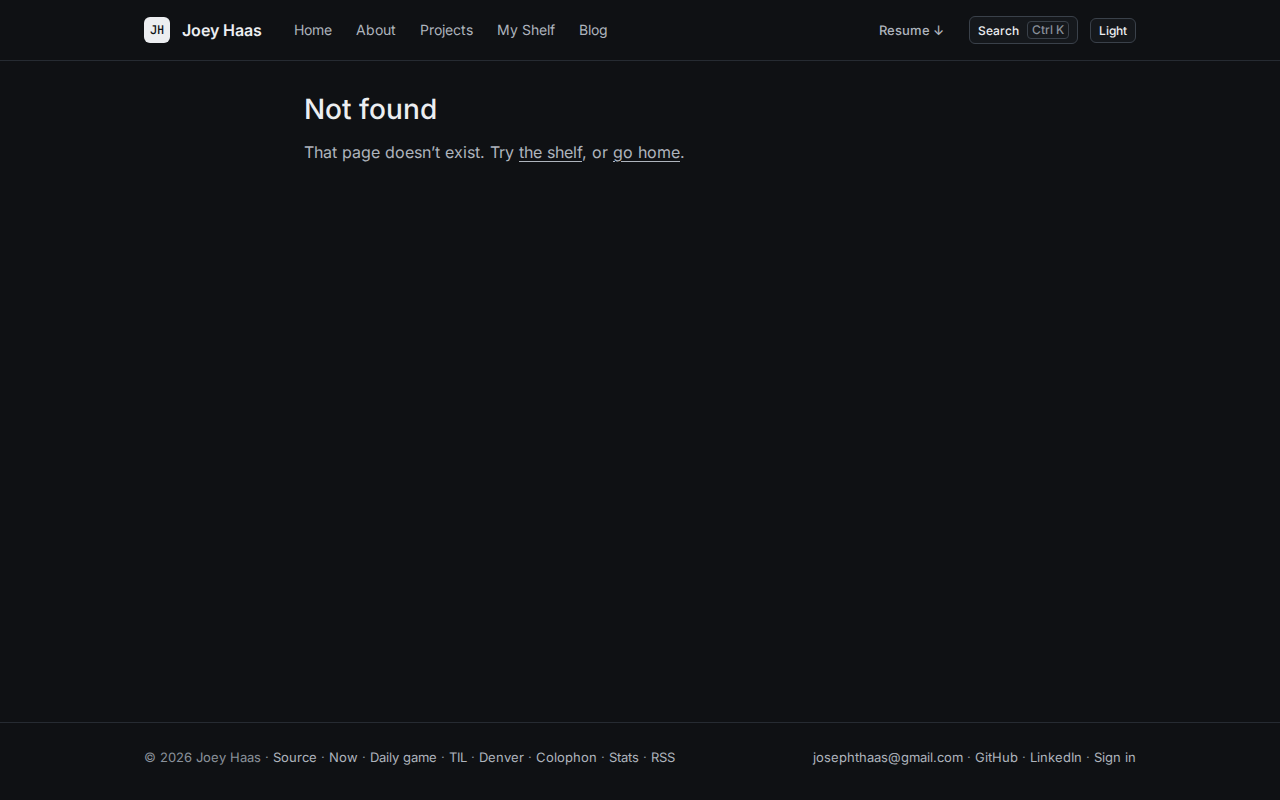 JH Joey Haas Home About Projects My Shelf Blog Resume ↓ Search Ctrl K Light
Not found
That page doesn’t exist. Try the shelf, or go home.
© 2026 Joey Haas · Source · Now · Daily game · TIL · Denver · Colophon · Stats · RSS josephthaas@gmail.com · GitHub · LinkedIn · Sign in